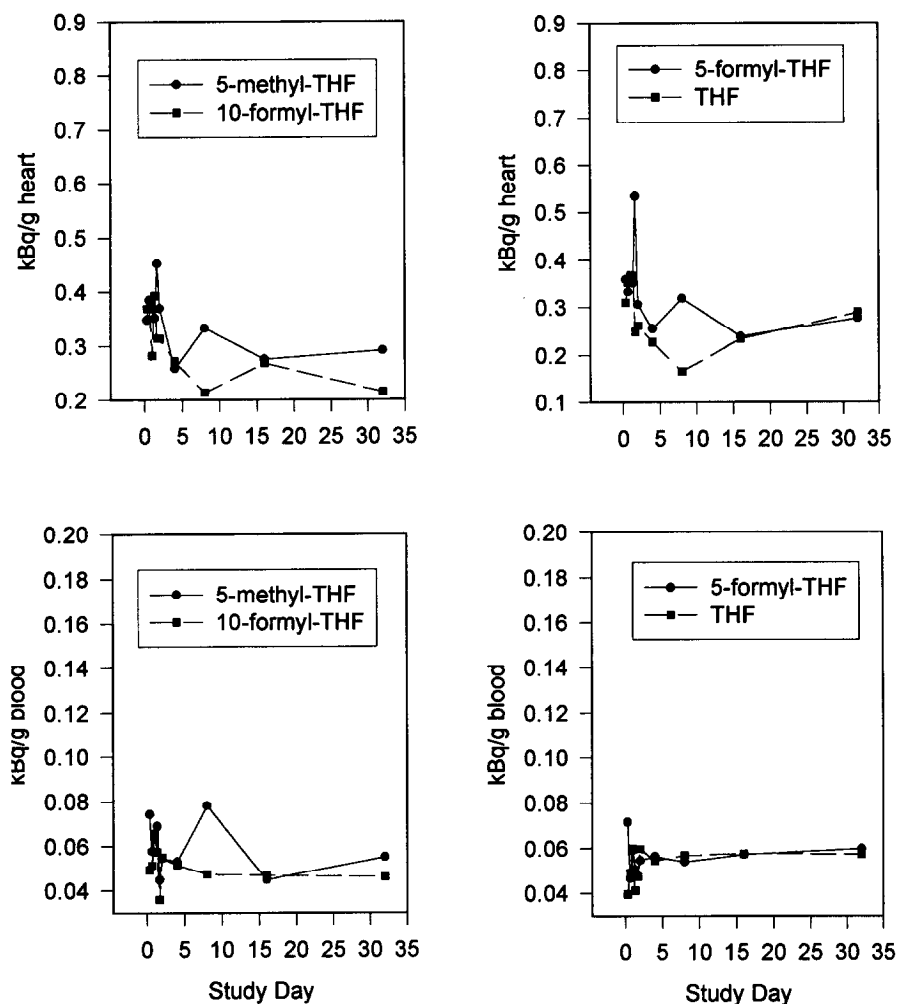 0.9
0.8
0.7
0.6
0.5
0.4
0.3
0.2
kBq/g heart
5-methyl-THF
10-formyl-THF
0 5 10 15 20 25 30 35
0.9
0.8
0.7
0.6
0.5
0.4
0.3
0.2
0.1
kBq/g heart
5-formyl-THF
THF
0 5 10 15 20 25 30 35
0.20
0.18
0.16
0.14
0.12
0.10
0.08
0.06
0.04
kBq/g blood
5-methyl-THF
10-formyl-THF
0 5 10 15 20 25 30 35
Study Day
0.20
0.18
0.16
0.14
0.12
0.10
0.08
0.06
0.04
kBq/g blood
5-formyl-THF
THF
0 5 10 15 20 25 30 35
Study Day